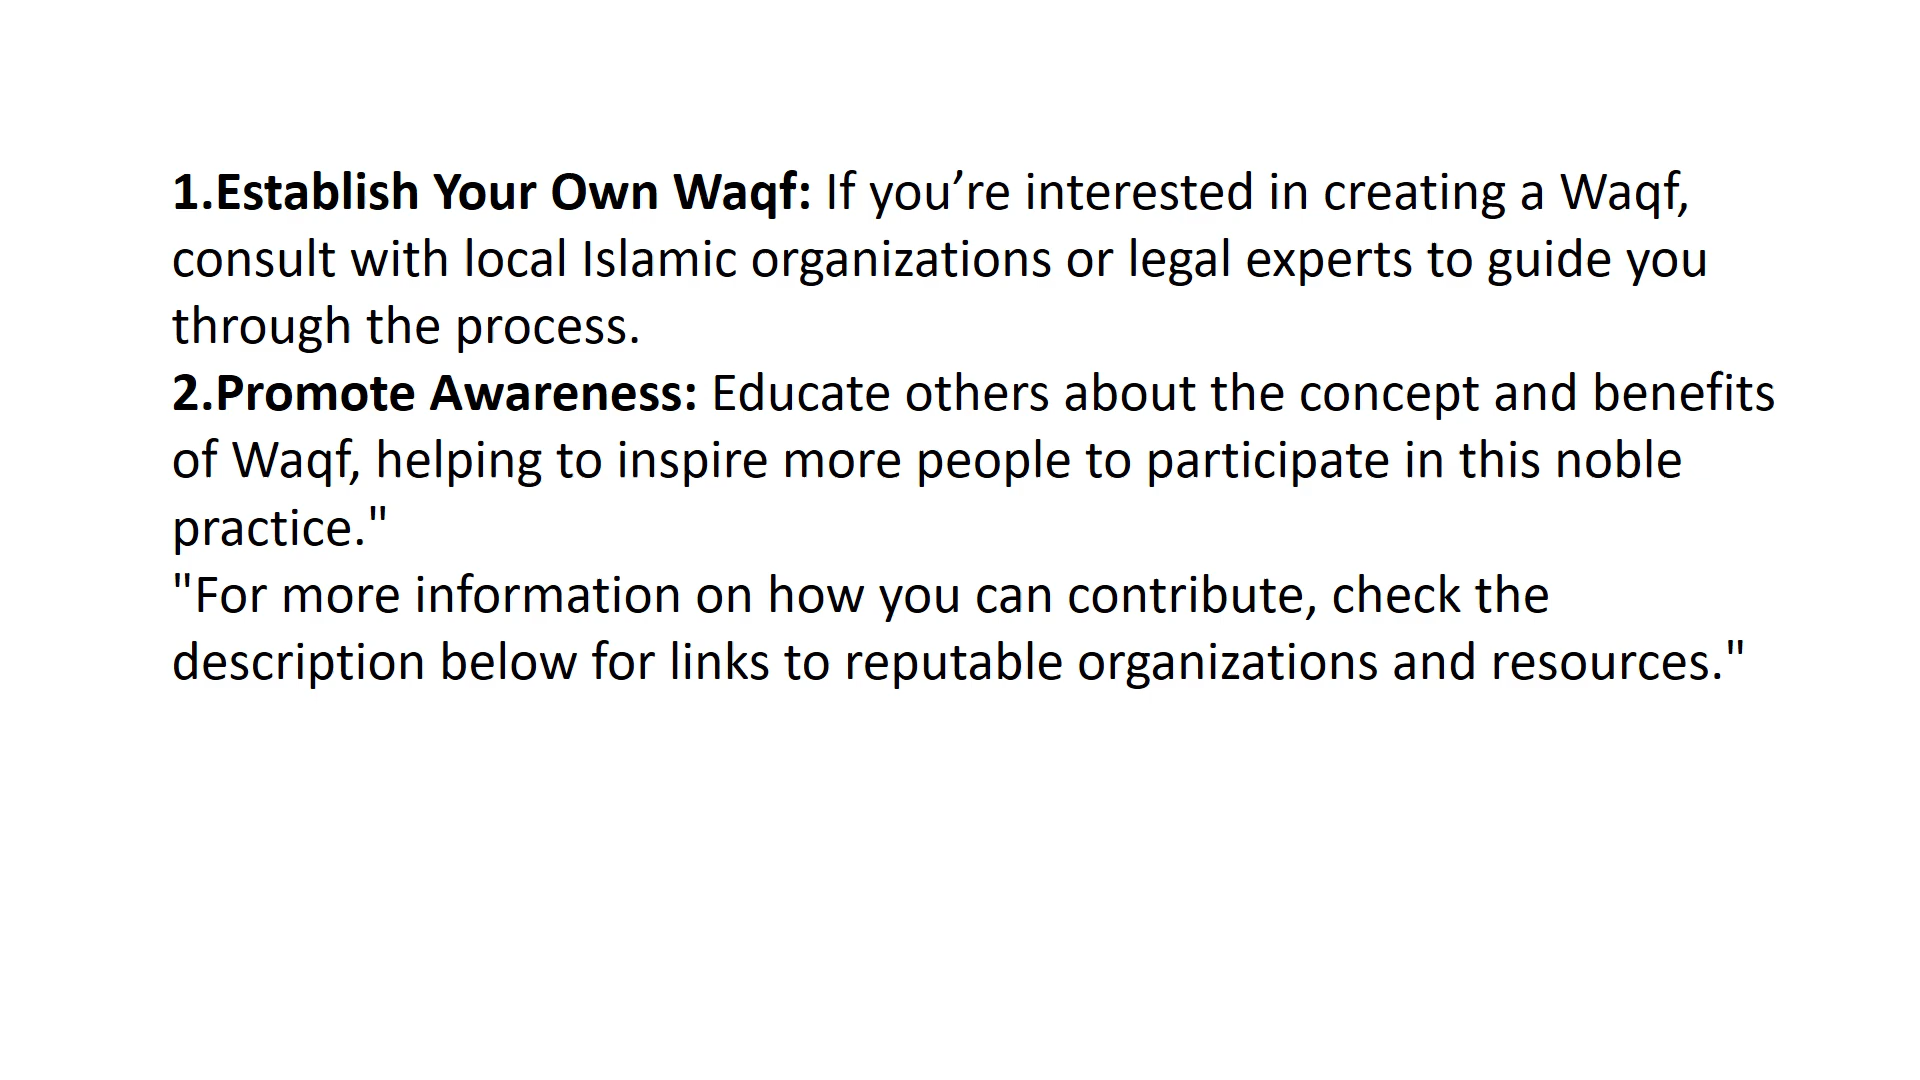 1.Establish Your Own Waqf: If you’re interested in creating a Waqf,
consult with local Islamic organizations or legal experts to guide you
through the process.
2.Promote Awareness: Educate others about the concept and benefits
of Waqf, helping to inspire more people to participate in this noble
practice."
"For more information on how you can contribute, check the
description below for links to reputable organizations and resources."